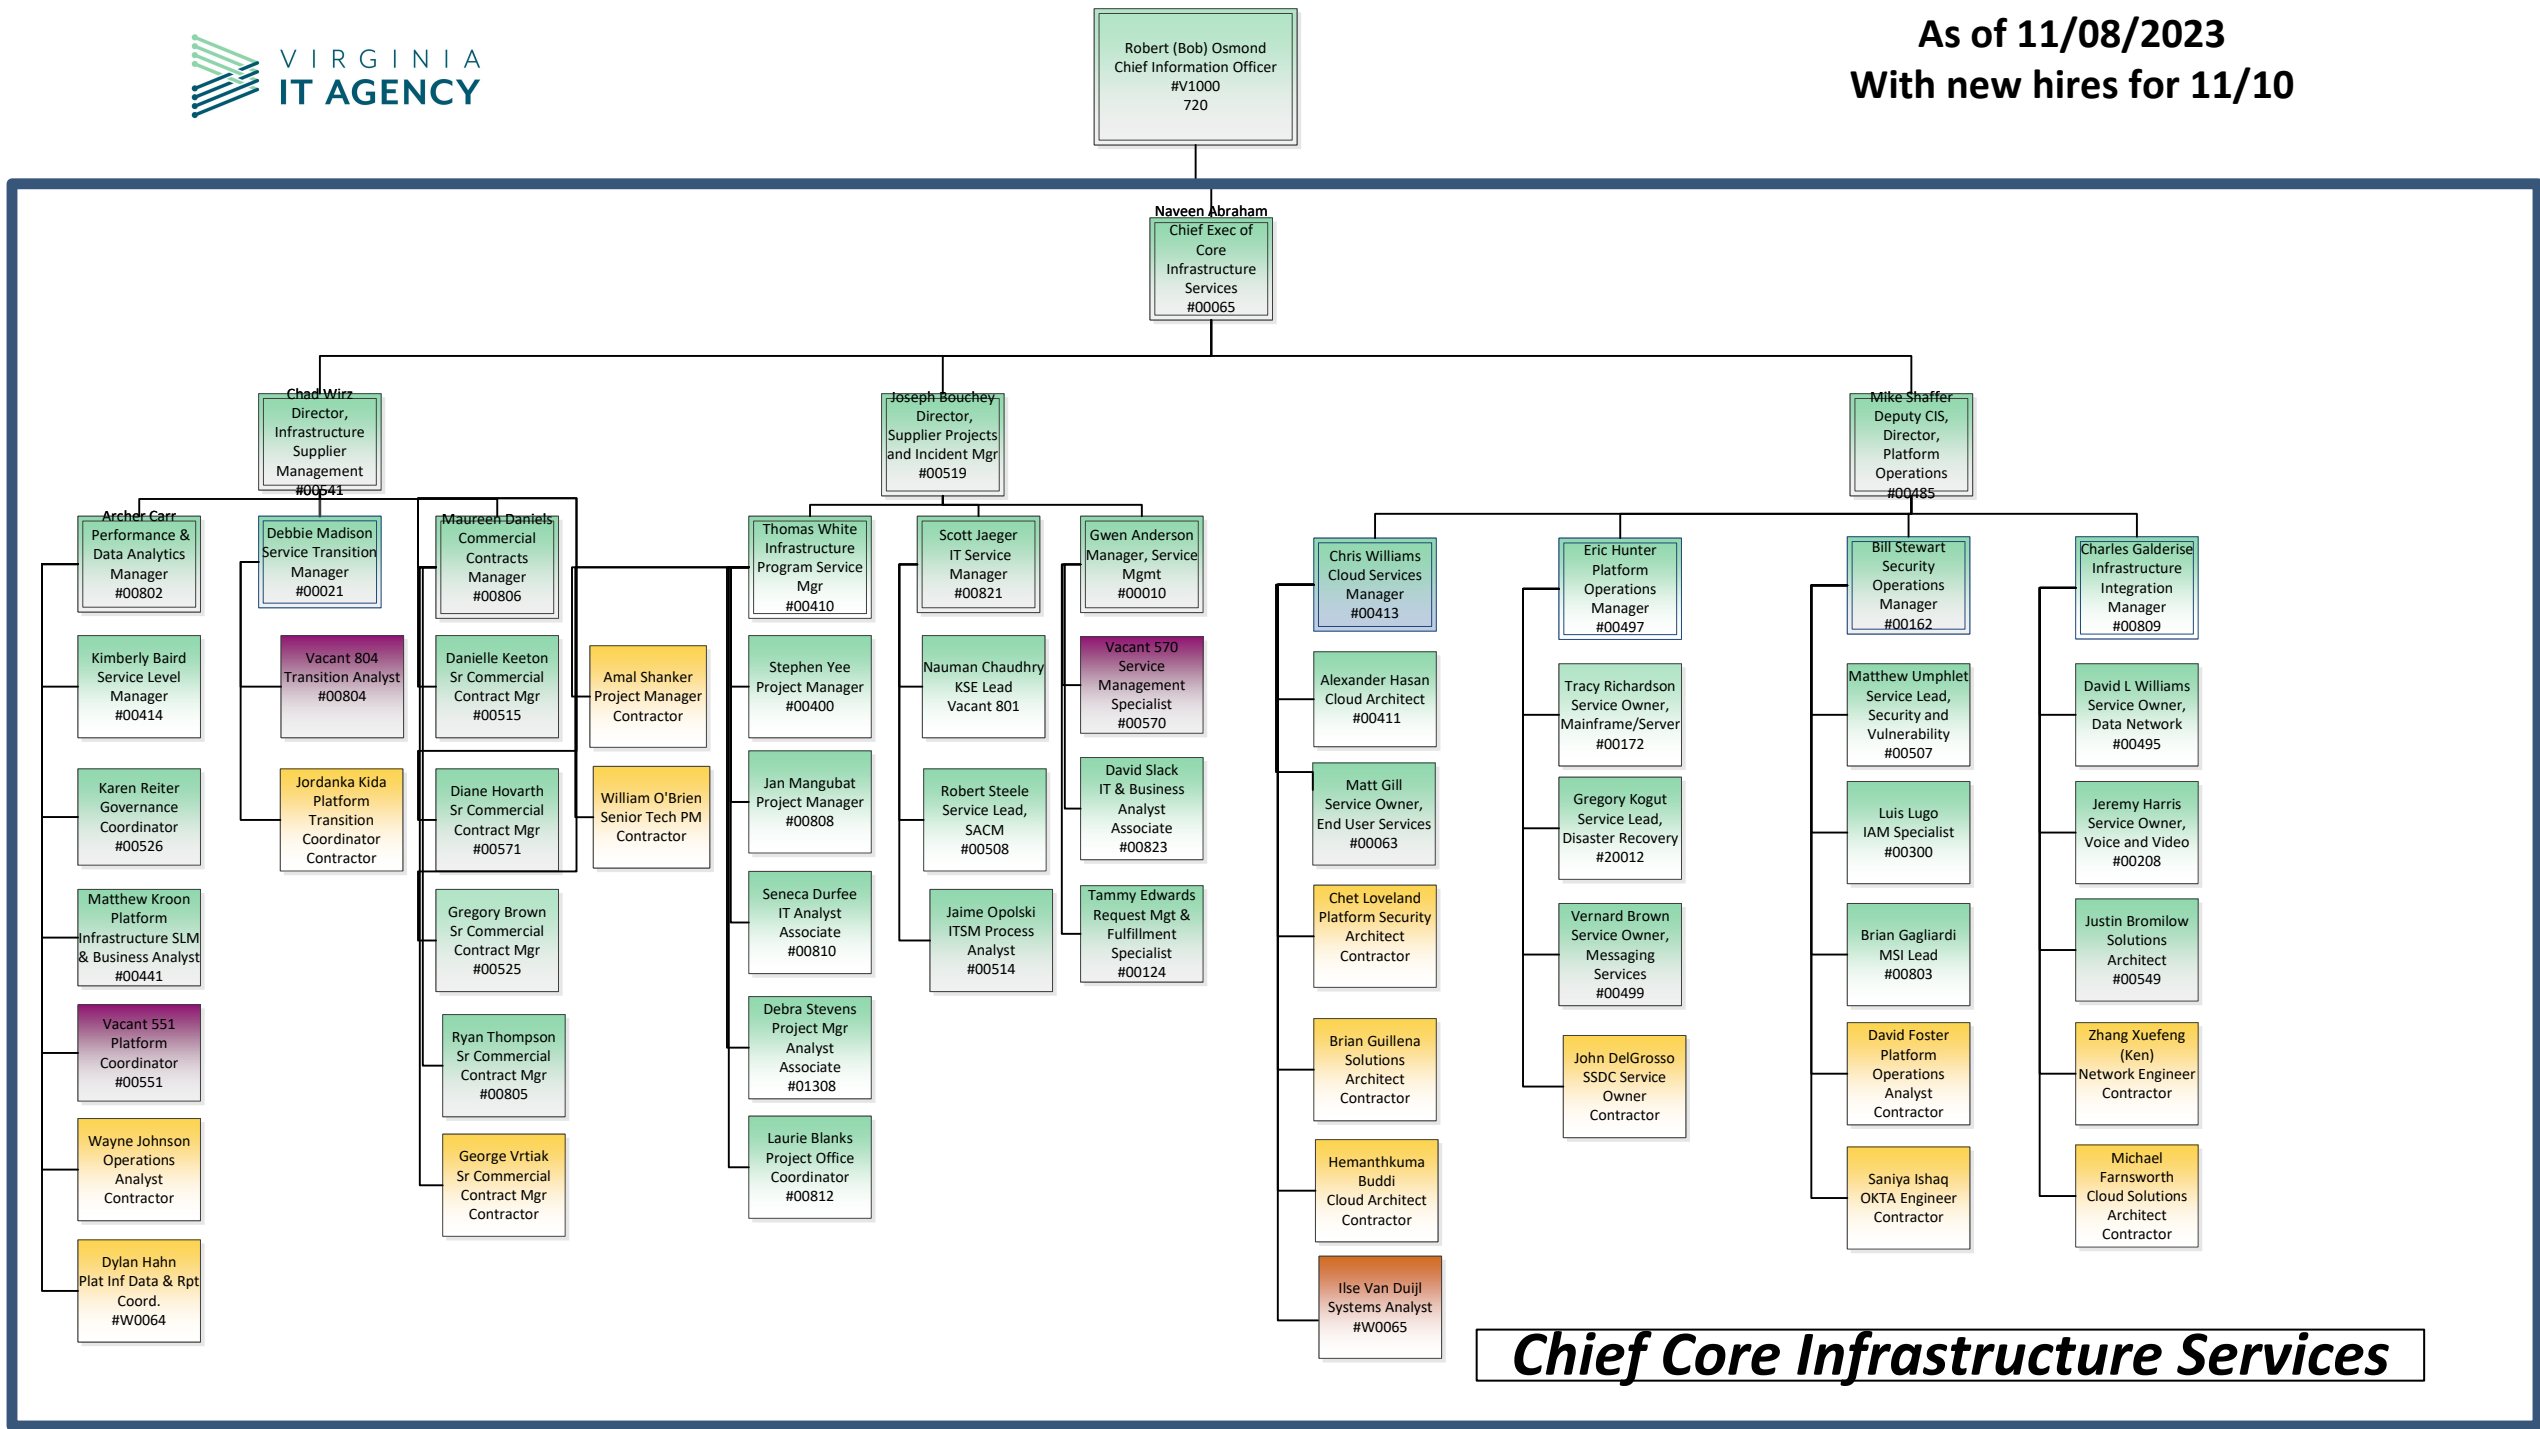 VIRGINIA
IT AGENCY
Robert (Bob) Osmond
Chief Information Officer
#V1000
720
As of 11/08/2023
With new hires for 11/10
Naveen Abraham
Chief Exec of
Core
Infrastructure
Services
#00065
Chad Wirz
Director,
Infrastructure
Supplier
Management
#00541
Joseph Bouchey
Director,
Supplier Projects
and Incident Mgr
#00519
Mike Shaffer
Deputy CIS,
Director,
Platform
Operations
#00485
Archer Carr
Performance &
Data Analytics
Manager
#00802
Kimberly Baird
Service Level
Manager
#00414
Karen Reiter
Governance
Coordinator
#00526
Matthew Kroon
Platform
Infrastructure SLM
& Business Analyst
#00441
Vacant 551
Platform
Coordinator
#00551
Wayne Johnson
Operations
Analyst
Contractor
Dylan Hahn
Plat Inf Data & Rpt
Coord.
#W0064
Debbie Madison
Service Transition
Manager
#00021
Vacant 804
Transition Analyst
#00804
Jordanka Kida
Platform
Transition
Coordinator
Contractor
Maureen Daniels
Commercial
Contracts
Manager
#00806
Danielle Keeton
Sr Commercial
Contract Mgr
#00515
Diane Hovarth
Sr Commercial
Contract Mgr
#00571
Gregory Brown
Sr Commercial
Contract Mgr
#00525
Ryan Thompson
Sr Commercial
Contract Mgr
#00805
George Vrtiak
Sr Commercial
Contract Mgr
Contractor
Amal Shanker
Project Manager
Contractor
William O'Brien
Senior Tech PM
Contractor
Thomas White
Infrastructure
Program Service
Mgr
#00410
Stephen Yee
Project Manager
#00400
Jan Mangubat
Project Manager
#00808
Seneca Durfee
IT Analyst
Associate
#00810
Debra Stevens
Project Mgr
Analyst
Associate
#01308
Laurie Blanks
Project Office
Coordinator
#00812
Scott Jaeger
IT Service
Manager
#00821
Nauman Chaudhry
KSE Lead
Vacant 801
Robert Steele
Service Lead,
SACM
#00508
Jaime Opolski
ITSM Process
Analyst
#00514
Gwen Anderson
Manager, Service
Mgmt
#00010
Vacant 570
Service
Management
Specialist
#00570
David Slack
IT & Business
Analyst
Associate
#00823
Tammy Edwards
Request Mgt &
Fulfillment
Specialist
#00124
Chris Williams
Cloud Services
Manager
#00413
Alexander Hasan
Cloud Architect
#00411
Matt Gill
Service Owner,
End User Services
#00063
Chet Loveland
Platform Security
Architect
Contractor
Brian Guillena
Solutions
Architect
Contractor
Hemanthkuma
Buddi
Cloud Architect
Contractor
Ilse Van Duijl
Systems Analyst
#W0065
Eric Hunter
Platform
Operations
Manager
#00497
Tracy Richardson
Service Owner,
Mainframe/Server
#00172
Gregory Kogut
Service Lead,
Disaster Recovery
#20012
Vernard Brown
Service Owner,
Messaging
Services
#00499
John DelGrosso
SSDC Service
Owner
Contractor
Bill Stewart
Security
Operations
Manager
#00162
Matthew Umphlet
Service Lead,
Security and
Vulnerability
#00507
Luis Lugo
IAM Specialist
#00300
Brian Gagliardi
MSI Lead
#00803
David Foster
Platform
Operations
Analyst
Contractor
Saniya Ishaq
OKTA Engineer
Contractor
Charles Galderise
Infrastructure
Integration
Manager
#00809
David L Williams
Service Owner,
Data Network
#00495
Jeremy Harris
Service Owner,
Voice and Video
#00208
Justin Bromilow
Solutions
Architect
#00549
Zhang Xuefeng
(Ken)
Network Engineer
Contractor
Michael
Farnsworth
Cloud Solutions
Architect
Contractor
Chief Core Infrastructure Services